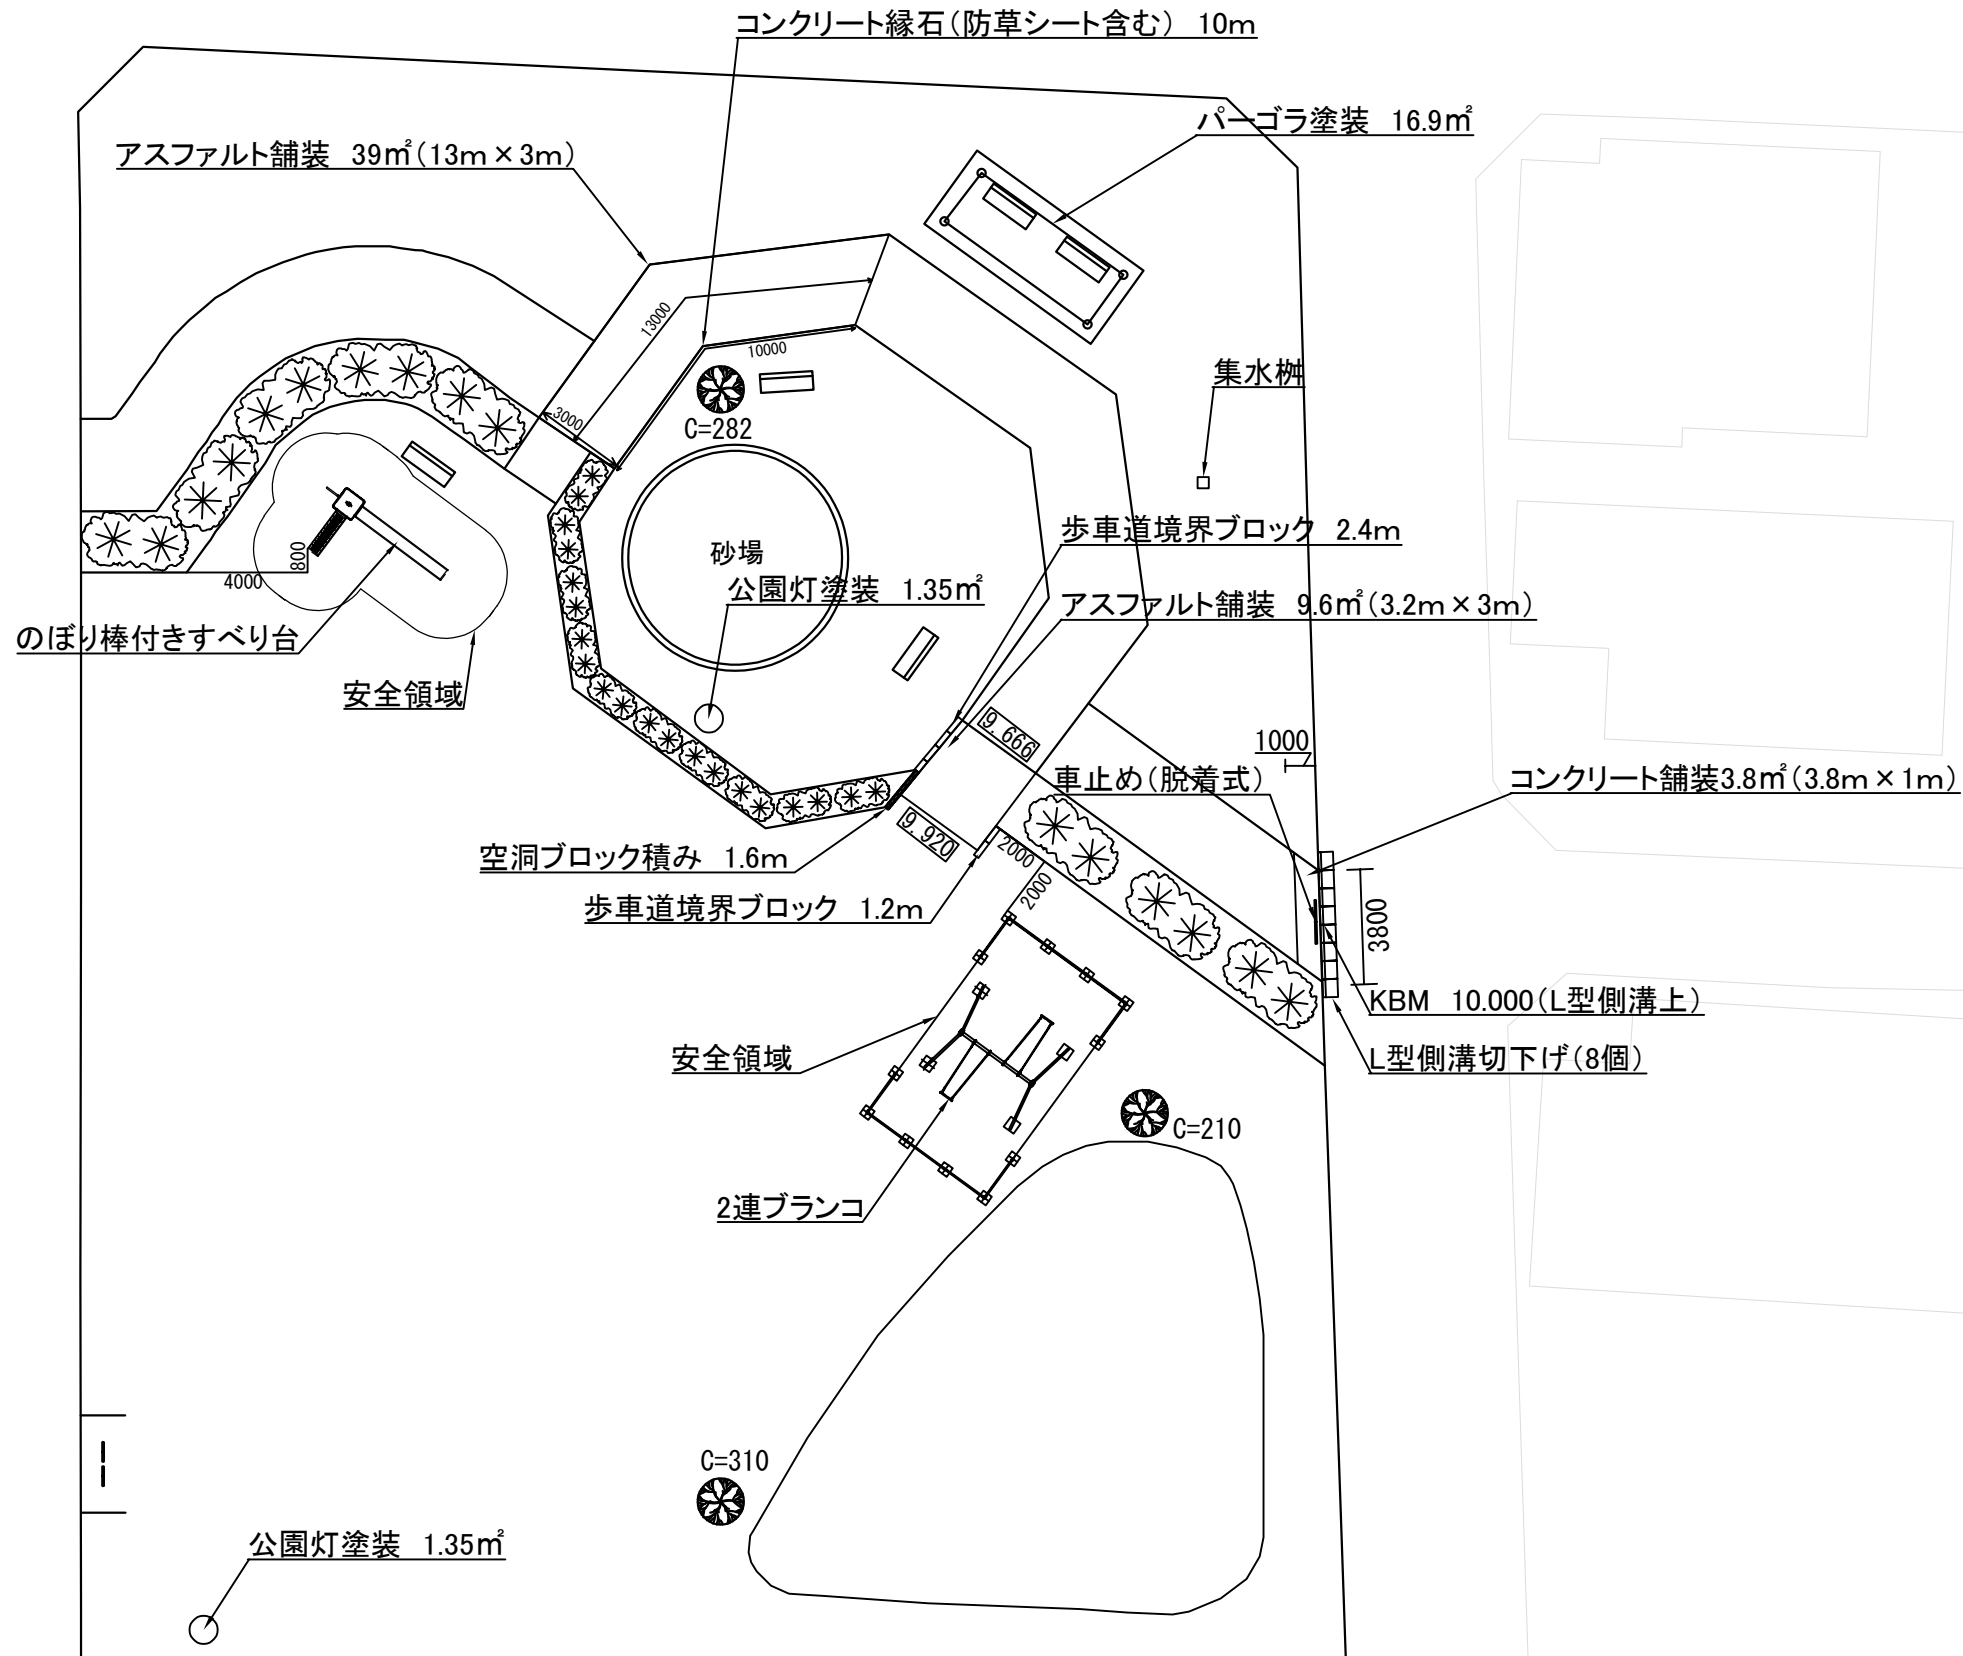 コンクリート縁石(防草シート含む) 10m
パーゴラ塗装 16.9㎡
アスファルト舗装 39㎡(13m×3m)
13000
10000
集水桝
3000
C=282
歩車道境界ブロック 2.4m
砂場
800
4000
公園灯塗装 1.35㎡
アスファルト舗装 9.6㎡(3.2m×3m)
のぼり棒付きすべり台
安全領域
9.666
1000
車止め(脱着式)
コンクリート舗装3.8㎡(3.8m×1m)
9.920
空洞ブロック積み 1.6m
2000
2000
歩車道境界ブロック 1.2m
3800
KBM 10.000(L型側溝上)
安全領域
L型側溝切下げ(8個)
C=210
2連ブランコ
C=310
公園灯塗装 1.35㎡